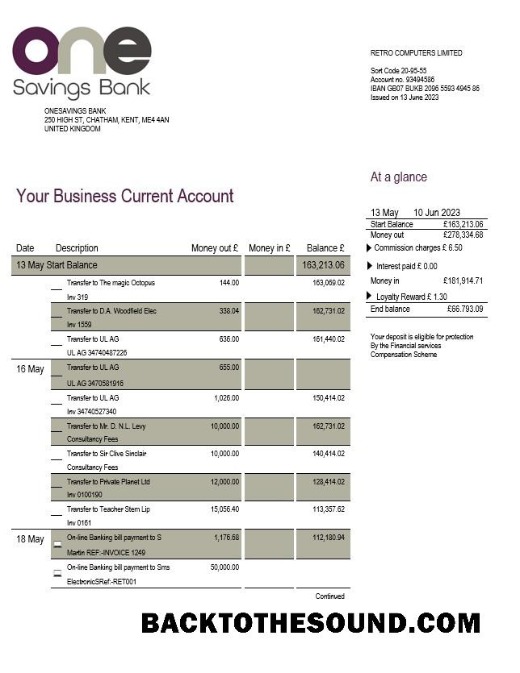 one
Savings Bank
ONESAVINGS BANK
250 HIGH ST, CHATHAM, KENT, ME4 4AN
UNITED KINGDOM
RETRO COMPUTERS LIMITED
Sort Code 20-95-55
Account no. 93494586
IBAN GB07 BUKB 2096 5593 4945 86
Issued on 13 June 2023
Your Business Current Account
At a glance
13 May 10 Jun 2023
Start Balance £163,213.06
Money out £278,334.68
Commission charges £ 6.50
Interest paid £ 0.00
Money in £181,914.71
Loyalty Reward £ 1.30
End balance £66.793.09
Your deposit is eligible for protection
By the Financial services
Compensation Scheme
Date Description Money out £ Money in £ Balance £
13 May Start Balance 163,213.06
Transfer to The magic Octopus 144.00 163,069.02
Inv 319
Transfer to D.A. Woodfield Elec 338.04 162,731.02
Inv 1559
Transfer to UL AG 636.00 161,440.02
UL AG 34740487226
16 May Transfer to UL AG 655.00
UL AG 3470581916
Transfer to UL AG 1,026.00 150,414.02
Inv 34740527340
Transfer to Mr. D. N.L. Levy 10,000.00 162,731.02
Consultancy Fees
Transfer to Sir Clive Sinclair 10,000.00 140,414.02
Consultancy Fees
Transfer to Private Planet Ltd 12,000.00 128,414.02
Inv 0100190
Transfer to Teacher Stern Lip 15,056.40 113,357.62
Inv 0161
18 May On-line Banking bill payment to S 1,176.68 112,180.94
Martin REF:-INVOICE 1249
On-line Banking bill payment to Sms 50,000.00
ElectronicSRef:-RET001
Continued
BACKTOTHESOUND.COM